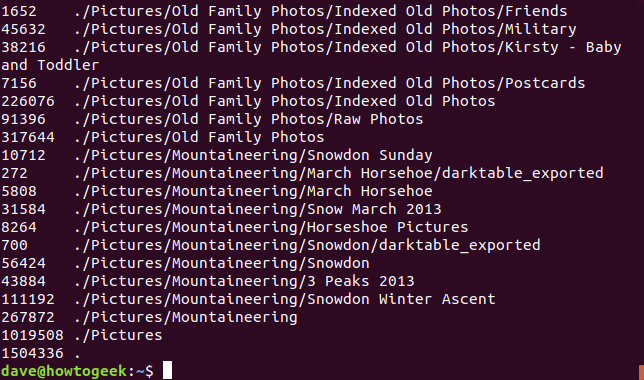 1652    ./Pictures/Old Family Photos/Indexed Old Photos/Friends
45632   ./Pictures/Old Family Photos/Indexed Old Photos/Military
38216   ./Pictures/Old Family Photos/Indexed Old Photos/Kirsty - Baby
and Toddler
7156    ./Pictures/Old Family Photos/Indexed Old Photos/Postcards
226076  ./Pictures/Old Family Photos/Indexed Old Photos
91396   ./Pictures/Old Family Photos/Raw Photos
317644  ./Pictures/Old Family Photos
10712   ./Pictures/Mountaineering/Snowdon Sunday
272     ./Pictures/Mountaineering/March Horsehoe/darktable_exported
5808    ./Pictures/Mountaineering/March Horsehoe
31584   ./Pictures/Mountaineering/Snow March 2013
8264    ./Pictures/Mountaineering/Horseshoe Pictures
700     ./Pictures/Mountaineering/Snowdon/darktable_exported
56424   ./Pictures/Mountaineering/Snowdon
43884   ./Pictures/Mountaineering/3 Peaks 2013
111192  ./Pictures/Mountaineering/Snowdon Winter Ascent
267872  ./Pictures/Mountaineering
1019508 ./Pictures
1504336 .
dave@howtogeek:~$